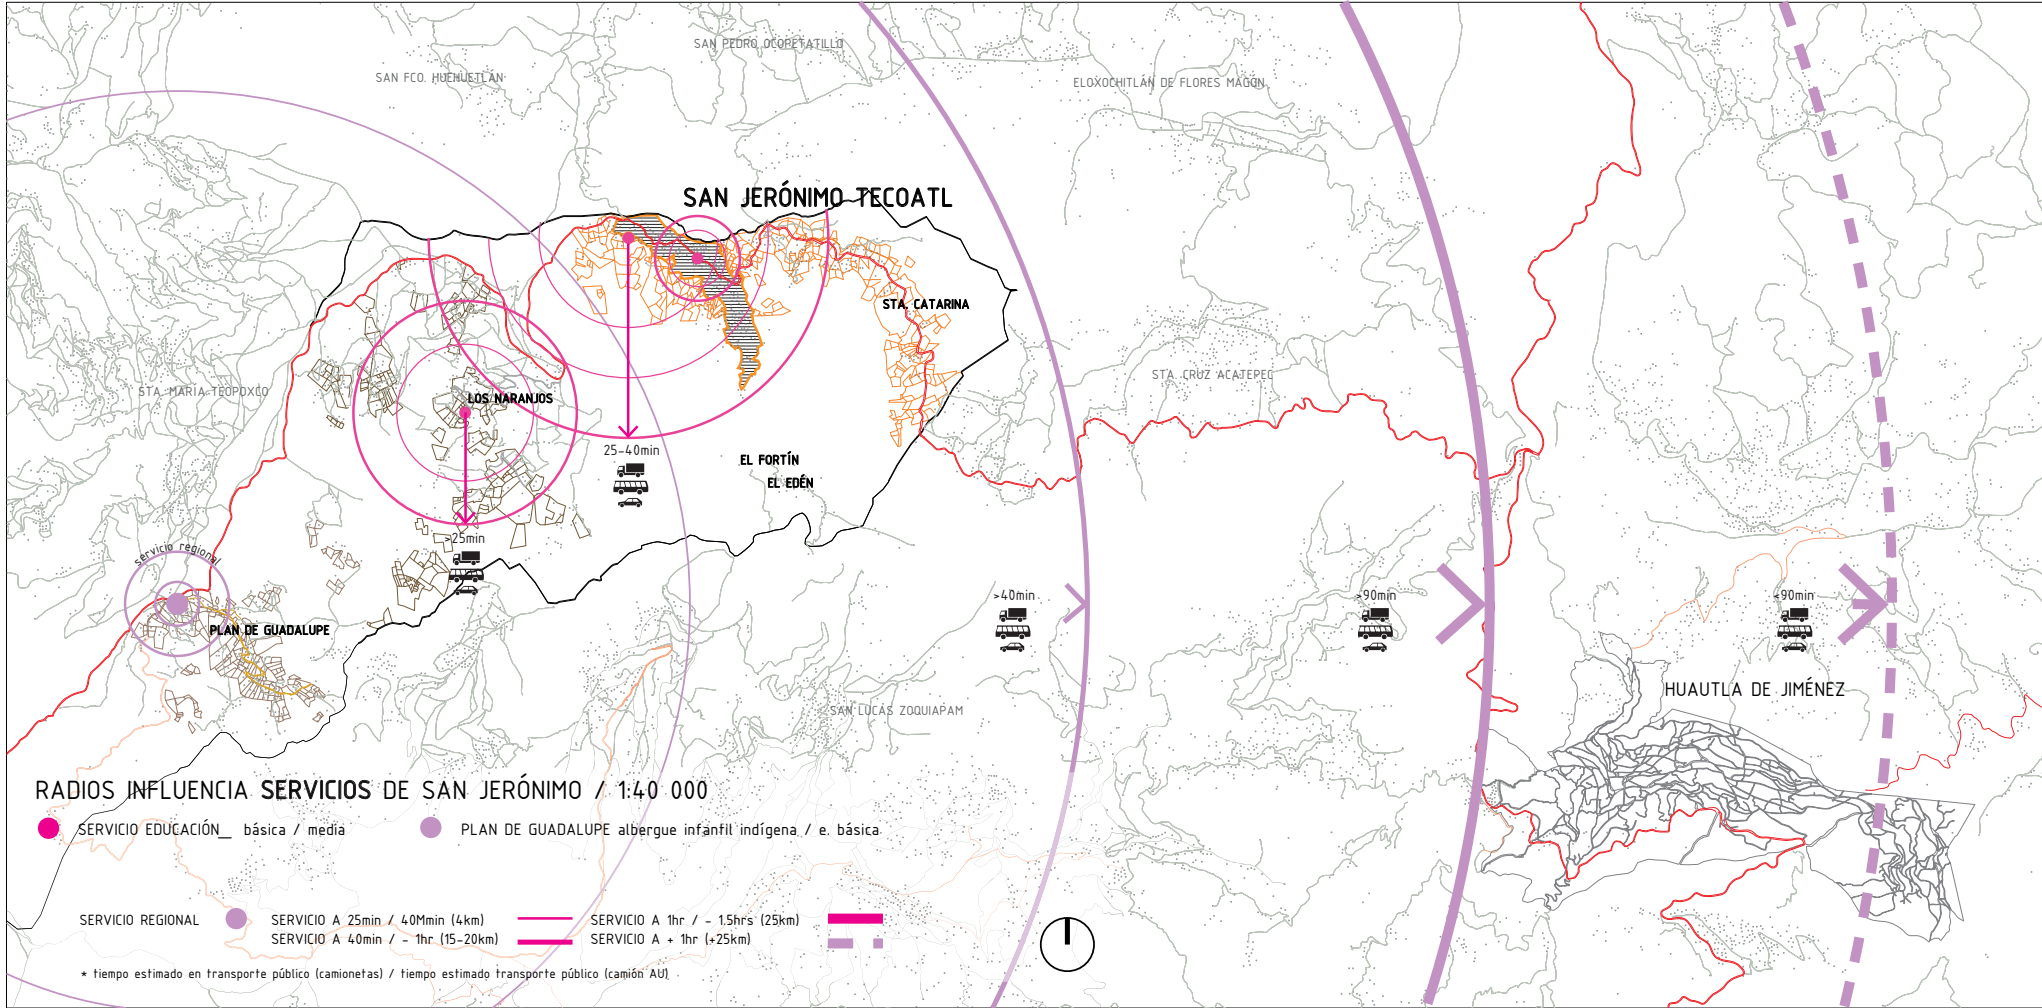 SAN PEDRO OCOPETATILLO
SAN FCO. HUEHUETLÁN
ELOXOCHITLÁN DE FLORES MAGÓN
SAN JERÓNIMO TECOATL
STA. CATARINA
STA. MARÍA TEOPOXCO
STA. CRUZ ACATEPEC
LOS NARANJOS
25-40min
EL FORTÍN
EL EDÉN
>25min
servicio regional
>40min
>90min
<90min
PLAN DE GUADALUPE
HUAUTLA DE JIMÉNEZ
SAN LUCAS ZOQUIAPAM
RADIOS INFLUENCIA SERVICIOS DE SAN JERÓNIMO / 1:40 000
SERVICIO EDUCACIÓN_ básica / media
PLAN DE GUADALUPE albergue infantil indígena / e. básica
SERVICIO REGIONAL
SERVICIO A 25min / 40Mmin (4km)
SERVICIO A 1hr / - 1.5hrs (25km)
SERVICIO A 40min / - 1hr (15-20km)
SERVICIO A + 1hr (+25km)
* tiempo estimado en transporte público (camionetas) / tiempo estimado transporte público (camión AU)